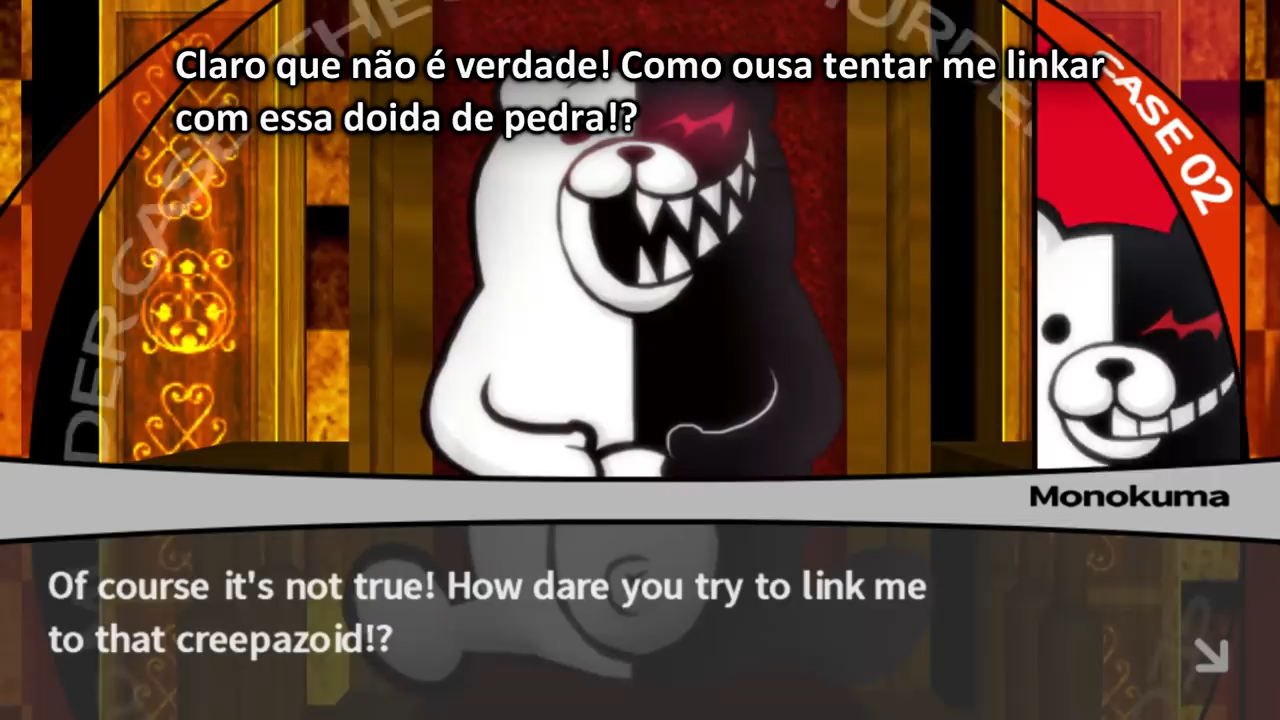 Claro que não é verdade! Como ousa tentar me linkar
com essa doida de pedra!?
CASE 02
Monokuma
Of course it's not true! How dare you try to link me
to that creepazoid!?